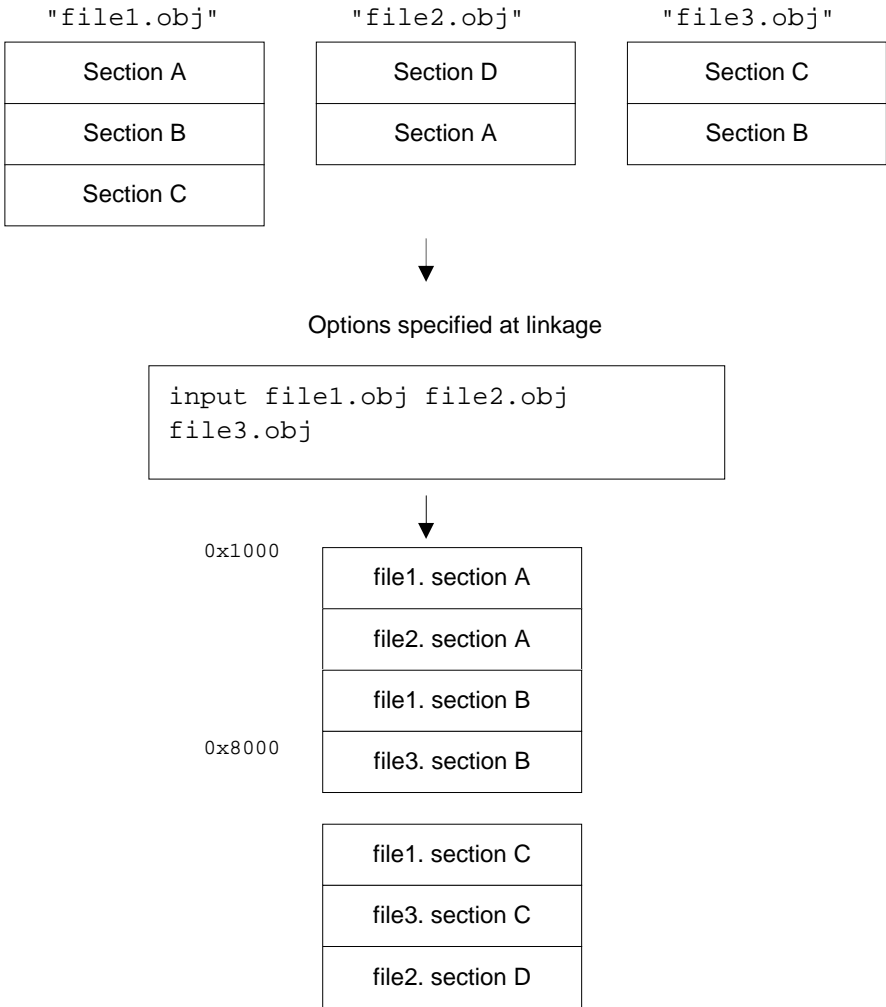 "file1.obj" "file2.obj" "file3.obj"
Section A Section D Section C
Section B Section A Section B
Section C
Options specified at linkage
input file1.obj file2.obj
file3.obj
0x1000
file1. section A
file2. section A
file1. section B
0x8000
file3. section B
file1. section C
file3. section C
file2. section D